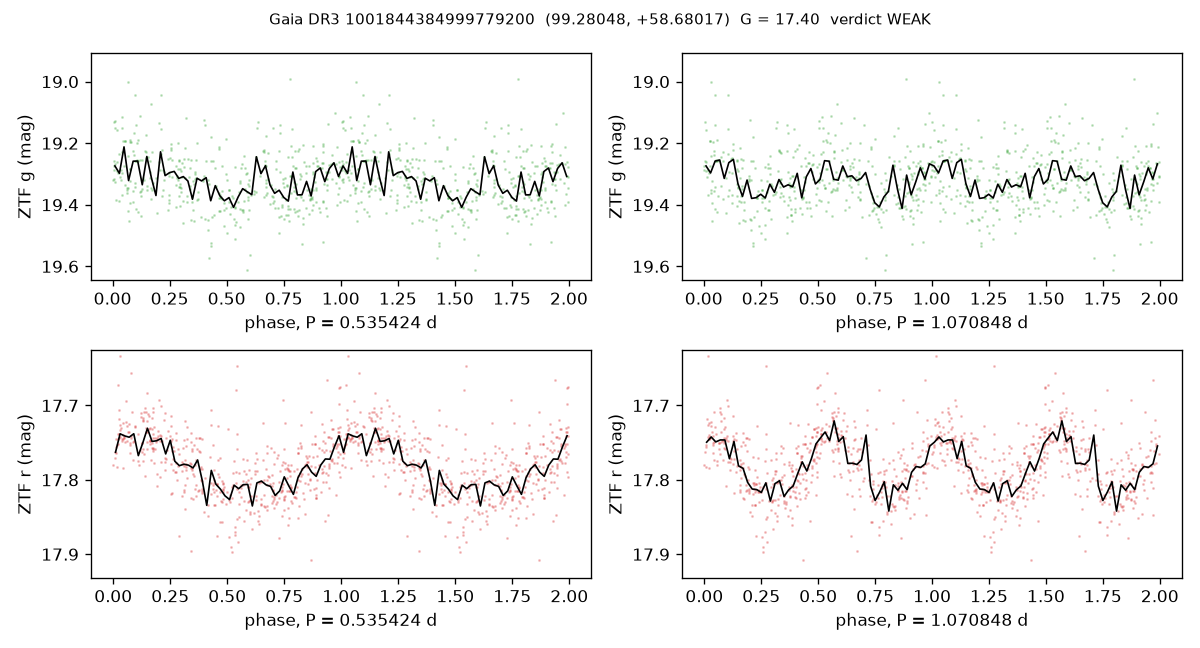 Gaia DR3 1001844384999779200  (99.28048, +58.68017)  G = 17.40  verdict WEAK
ZTF g (mag)
19.0
19.2
19.4
19.6
0.00 0.25 0.50 0.75 1.00 1.25 1.50 1.75 2.00
phase, P = 0.535424 d
ZTF g (mag)
19.0
19.2
19.4
19.6
0.00 0.25 0.50 0.75 1.00 1.25 1.50 1.75 2.00
phase, P = 1.070848 d
ZTF r (mag)
17.7
17.8
17.9
0.00 0.25 0.50 0.75 1.00 1.25 1.50 1.75 2.00
phase, P = 0.535424 d
ZTF r (mag)
17.7
17.8
17.9
0.00 0.25 0.50 0.75 1.00 1.25 1.50 1.75 2.00
phase, P = 1.070848 d